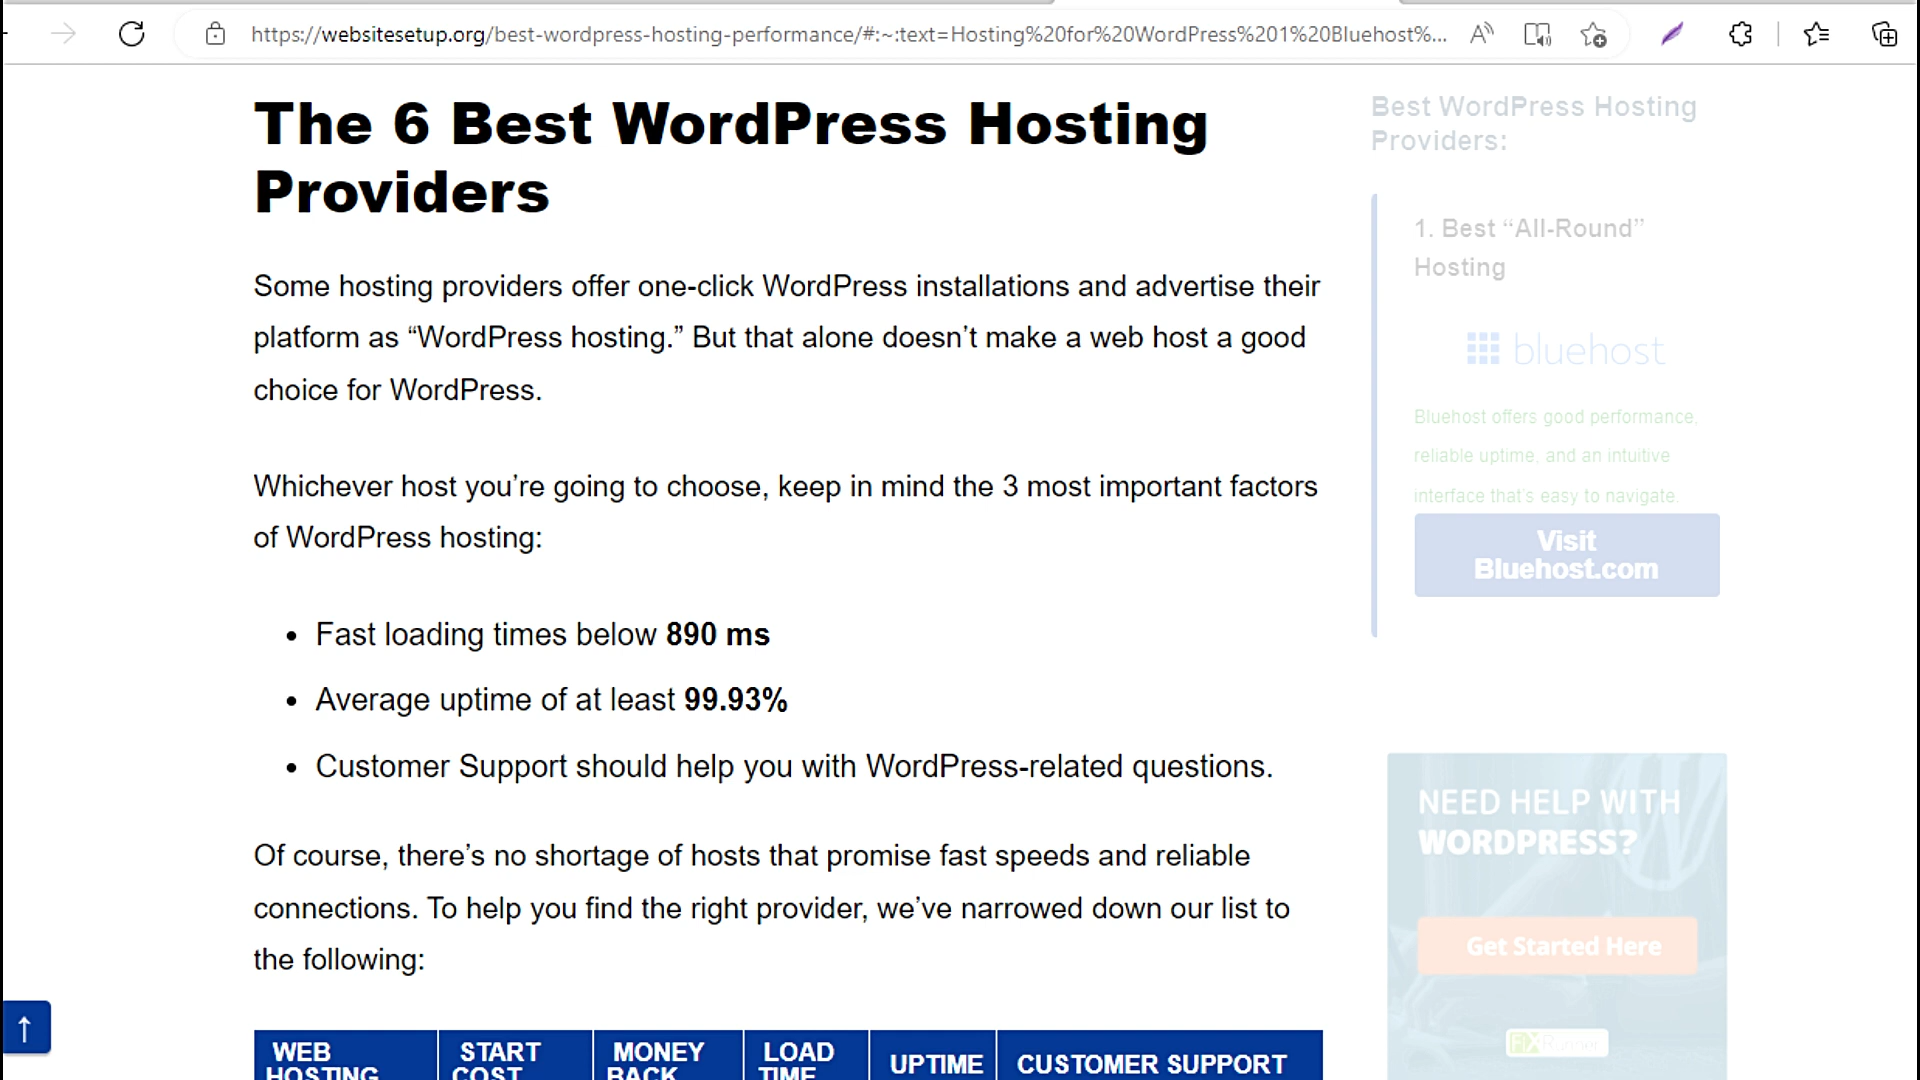 https://websitesetup.org/best-wordpress-hosting-performance/#:~:text=Hosting%20for%20WordPress%201%20Bluehost%...
The 6 Best WordPress Hosting
Providers
Some hosting providers offer one-click WordPress installations and advertise their
platform as “WordPress hosting.” But that alone doesn’t make a web host a good
choice for WordPress.
Whichever host you’re going to choose, keep in mind the 3 most important factors
of WordPress hosting:
• Fast loading times below 890 ms
• Average uptime of at least 99.93%
• Customer Support should help you with WordPress-related questions.
Of course, there’s no shortage of hosts that promise fast speeds and reliable
connections. To help you find the right provider, we’ve narrowed down our list to
the following:
WEB HOSTING
START COST
MONEY BACK
LOAD TIME
UPTIME
CUSTOMER SUPPORT
Best WordPress Hosting
Providers:
1. Best “All-Round”
Hosting
bluehost
Bluehost offers good performance,
reliable uptime, and an intuitive
interface that’s easy to navigate.
Visit
Bluehost.com
NEED HELP WITH
WORDPRESS?
Get Started Here
FiXRunner